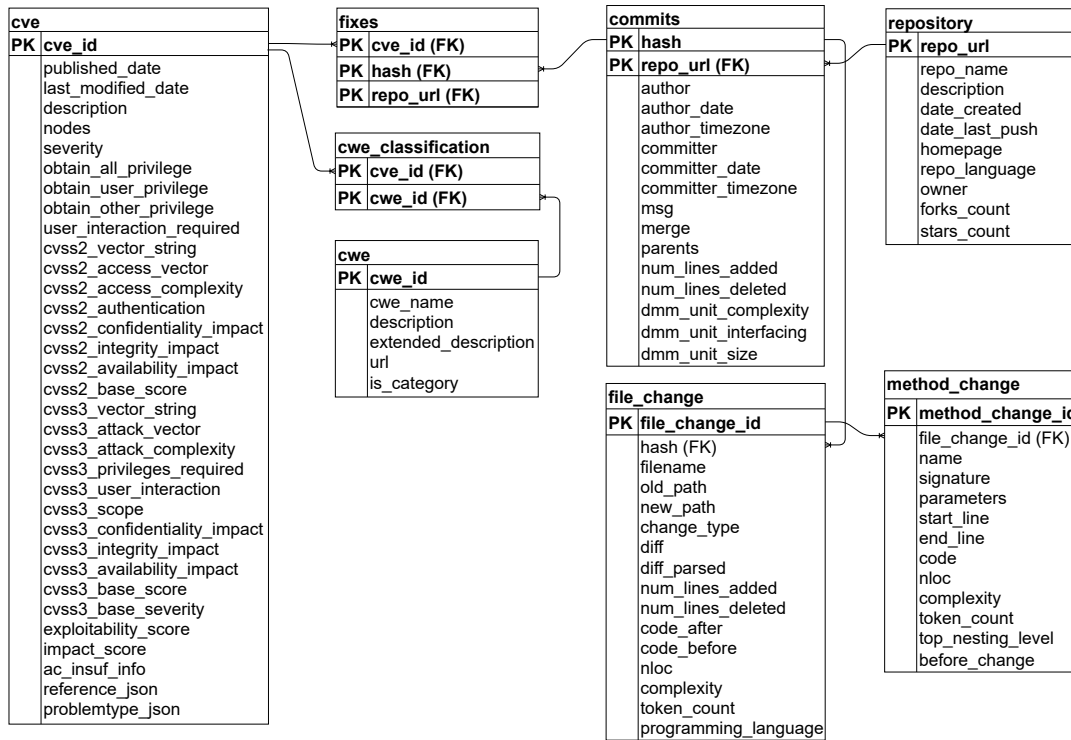 cve
PK cve_id
published_date
last_modified_date
description
nodes
severity
obtain_all_privilege
obtain_user_privilege
obtain_other_privilege
user_interaction_required
cvss2_vector_string
cvss2_access_vector
cvss2_access_complexity
cvss2_authentication
cvss2_confidentiality_impact
cvss2_integrity_impact
cvss2_availability_impact
cvss2_base_score
cvss3_vector_string
cvss3_attack_vector
cvss3_attack_complexity
cvss3_privileges_required
cvss3_user_interaction
cvss3_scope
cvss3_confidentiality_impact
cvss3_integrity_impact
cvss3_availability_impact
cvss3_base_score
cvss3_base_severity
exploitability_score
impact_score
ac_insuf_info
reference_json
problemtype_json
fixes
PK cve_id (FK)
PK hash (FK)
PK repo_url (FK)
cwe_classification
PK cve_id (FK)
PK cwe_id (FK)
cwe
PK cwe_id
cwe_name
description
extended_description
url
is_category
commits
PK hash
PK repo_url (FK)
author
author_date
author_timezone
committer
committer_date
committer_timezone
msg
merge
parents
num_lines_added
num_lines_deleted
dmm_unit_complexity
dmm_unit_interfacing
dmm_unit_size
file_change
PK file_change_id
hash (FK)
filename
old_path
new_path
change_type
diff
diff_parsed
num_lines_added
num_lines_deleted
code_after
code_before
nloc
complexity
token_count
programming_language
repository
PK repo_url
repo_name
description
date_created
date_last_push
homepage
repo_language
owner
forks_count
stars_count
method_change
PK method_change_id
file_change_id (FK)
name
signature
parameters
start_line
end_line
code
nloc
complexity
token_count
top_nesting_level
before_change